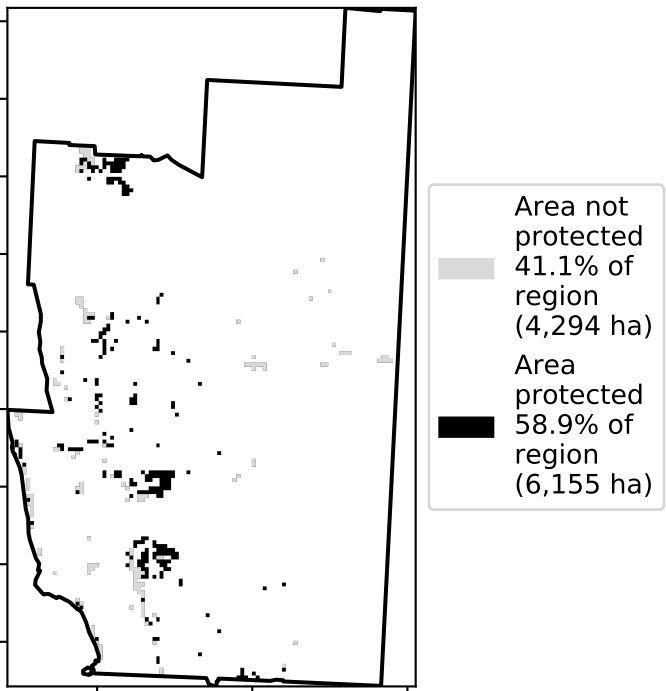 Area not
protected
41.1% of
region
(4,294 ha)
Area
protected
58.9% of
region
(6,155 ha)